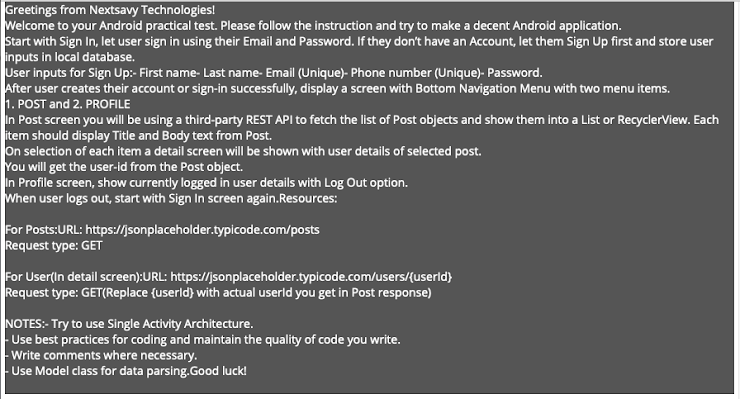 Greetings from Nextsavy Technologies!
Welcome to your Android practical test. Please follow the instruction and try to make a decent Android application.
Start with Sign In, let user sign in using their Email and Password. If they don't have an Account, let them Sign Up first and store user
inputs in local database.
User inputs for Sign Up:- First name- Last name- Email (Unique)- Phone number (Unique)- Password.
After user creates their account or sign-in successfully, display a screen with Bottom Navigation Menu with two menu items.
1. POST and 2. PROFILE
In Post screen you will be using a third-party REST API to fetch the list of Post objects and show them into a List or RecyclerView. Each
item should display Title and Body text from Post.
On selection of each item a detail screen will be shown with user details of selected post.
You will get the user-id from the Post object.
In Profile screen, show currently logged in user details with Log Out option.
When user logs out, start with Sign In screen again.Resources:
For Posts:URL: https://jsonplaceholder.typicode.com/posts
Request type: GET
For User(In detail screen):URL: https://jsonplaceholder.typicode.com/users/{userId}
Request type: GET(Replace {userId} with actual userId you get in Post response)
NOTES:- Try to use Single Activity Architecture.
- Use best practices for coding and maintain the quality of code you write.
- Write comments where necessary.
- Use Model class for data parsing.Good luck!